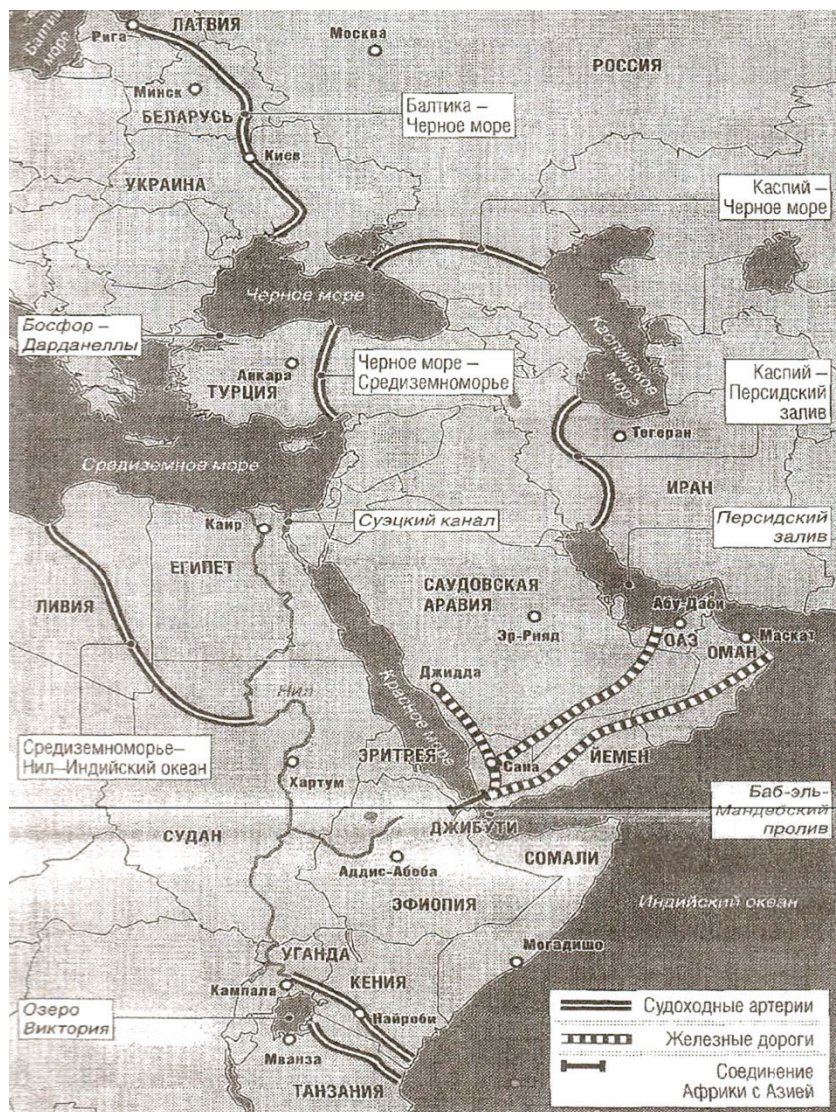 ЛАТВИЯ
Балтийское
море
Рига
Москва
РОССИЯ
Минск
БЕЛАРУСЬ
Балтика –
Черное море
Киев
УКРАИНА
Каспий –
Черное море
Черное море
Босфор –
Дарданеллы
Каспийское
море
Анкара
ТУРЦИЯ
Черное море –
Средиземноморье
Каспий –
Персидский
залив
Тегеран
Средиземное море
ИРАН
Каир
Суэцкий канал
Персидский
залив
ЕГИПЕТ
САУДОВСКАЯ
АРАВИЯ
ЛИВИЯ
Абу-Даби
Эр-Рияд
ОАЭ
Маскат
ОМАН
Джидда
Красное море
Нил
Средиземноморье–
Нил–Индийский океан
ЭРИТРЕЯ
Сана
ЙЕМЕН
Хартум
Баб-эль-
Мандебский
пролив
СУДАН
ДЖИБУТИ
Аддис-Абеба
СОМАЛИ
ЭФИОПИЯ
Индийский океан
УГАНДА
Могадишо
КЕНИЯ
Кампала
Озеро
Виктория
Найроби
Мванза
ТАНЗАНИЯ
Судоходные артерии
Железные дороги
Соединение
Африки с Азией